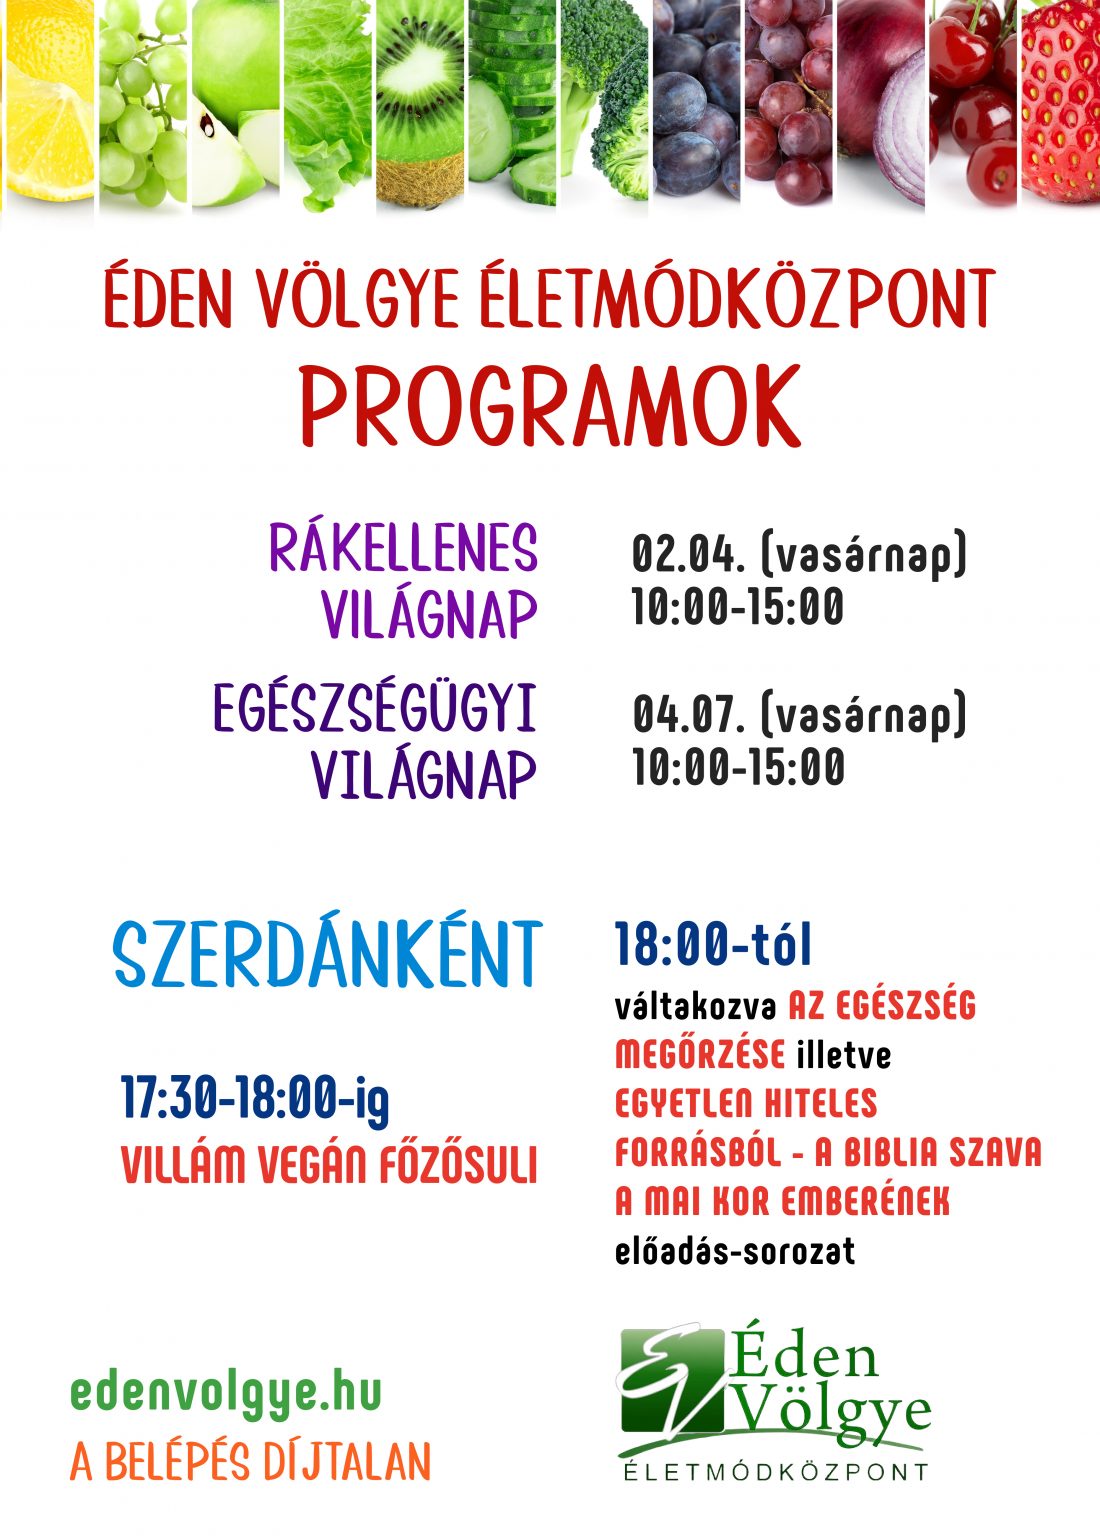 ÉDEN VÖLGYE ÉLETMÓDKÖZPONT
PROGRAMOK
RÁKELLENES
VILÁGNAP
02.04. (vasárnap)
10:00-15:00
EGÉSZSÉGÜGYI
VILÁGNAP
04.07. (vasárnap)
10:00-15:00
SZERDÁNKÉNT
17:30-18:00-ig
VILLÁM VEGÁN FŐZŐSULI
18:00-tól
váltakozva AZ EGÉSZSÉG
MEGŐRZÉSE illetve
EGYETLEN HITELES
FORRÁSBÓL - A BIBLIA SZAVA
A MAI KOR EMBERÉNEK
előadás-sorozat
edenvolgye.hu
A BELÉPÉS DÍJTALAN
EV
Éden
Völgye
ÉLETMÓDKÖZPONT